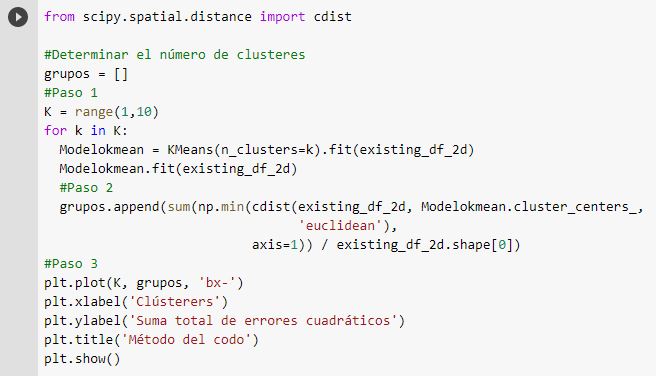 from scipy.spatial.distance import cdist
#Determinar el número de clusteres
grupos = []
#Paso 1
K = range(1,10)
for k in K:
  Modelokmean = KMeans(n_clusters=k).fit(existing_df_2d)
  Modelokmean.fit(existing_df_2d)
  #Paso 2
  grupos.append(sum(np.min(cdist(existing_df_2d, Modelokmean.cluster_centers_,
                                 'euclidean'),
                           axis=1)) / existing_df_2d.shape[0])
#Paso 3
plt.plot(K, grupos, 'bx-')
plt.xlabel('Clústerers')
plt.ylabel('Suma total de errores cuadráticos')
plt.title('Método del codo')
plt.show()